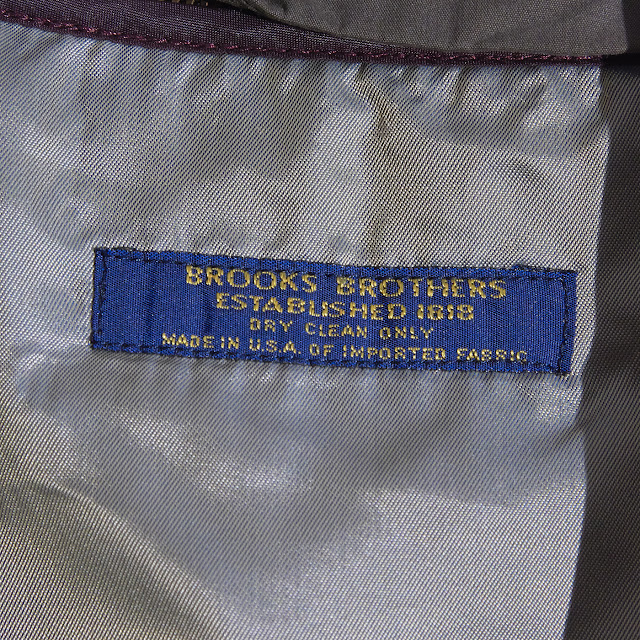 BROOKS BROTHERS
ESTABLISHED 1818
DRY CLEAN ONLY
MADE IN U.S.A. OF IMPORTED FABRIC